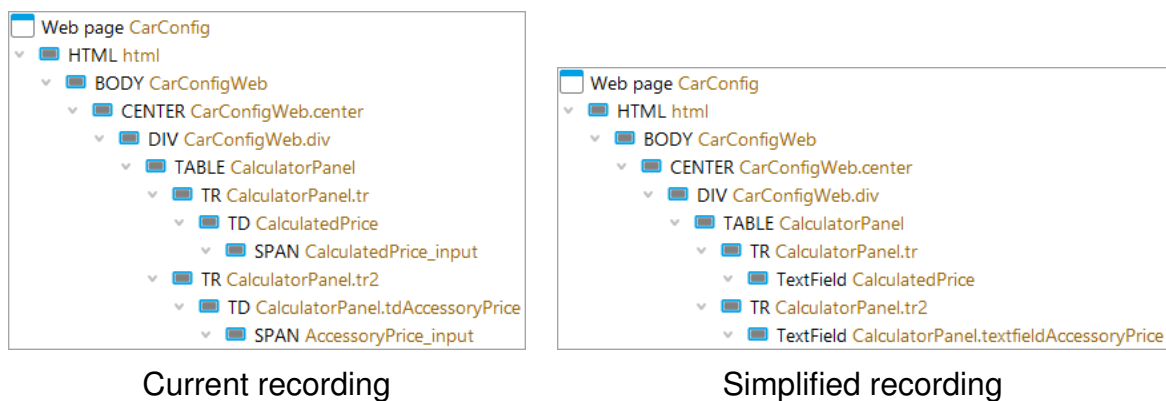 Web page CarConfig
HTML html
BODY CarConfigWeb
CENTER CarConfigWeb.center
DIV CarConfigWeb.div
TABLE CalculatorPanel
TR CalculatorPanel.tr
TD CalculatedPrice
SPAN CalculatedPrice_input
TR CalculatorPanel.tr2
TD CalculatorPanel.tdAccessoryPrice
SPAN AccessoryPrice_input
Current recording
Web page CarConfig
HTML html
BODY CarConfigWeb
CENTER CarConfigWeb.center
DIV CarConfigWeb.div
TABLE CalculatorPanel
TR CalculatorPanel.tr
TextField CalculatedPrice
TR CalculatorPanel.tr2
TextField CalculatorPanel.textfieldAccessoryPrice
Simplified recording